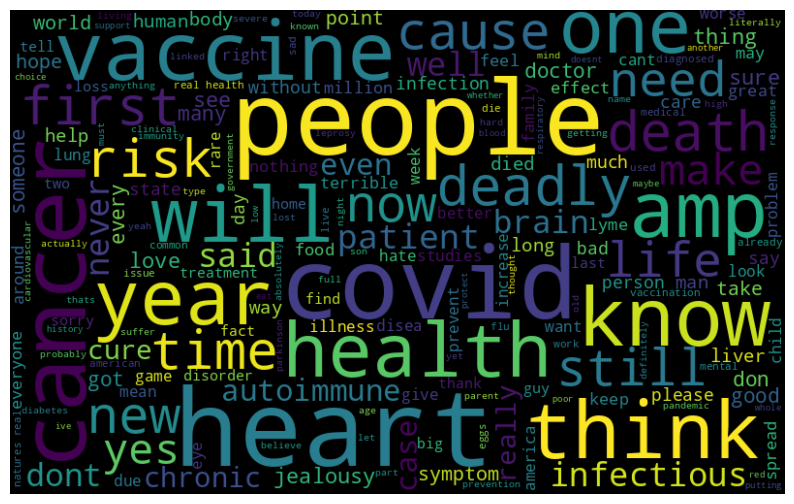 world human body point cause one thing worse literally
living support severe known today another mind doesnt diagnosed
vaccine well need may
tell hope loss real health without million infection feel right sad linked cant doctor sure great
choice anything whether effect care
first see many people death
help risk rare clinical immunity must leprosy die hard blood family getting name medical high response respiratory
lung nothing even week died make much used
someone two state type government terrible deadly maybe problem
never every day home low lost live night better brain lyme already
cancer will now amp
around cardiovascular actually yeah common said patient studies long bad last life say
love food hate increase person man look
issue treatment absolutely son vaccination child
thats year covid know
sorry history suffer way find full protect thought prevent old want take
probably fact illness disea flu work definitely mental
everyone american time health still liver
cure game disorder parkinson yet guy don
got mean autoimmune thank keep please good
diabetes ive new age parent give poor pandemic whole
natures real eye heart case big really think spread
yes believe let eggs america
dont due chronic jealousy part symptom prevention infectious red putting